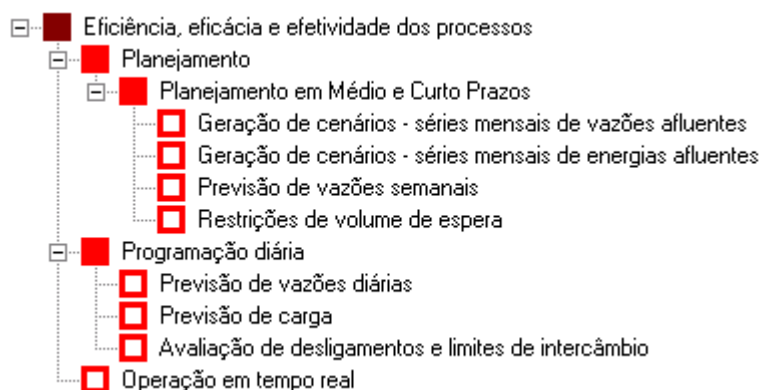 Eficiência, eficácia e efetividade dos processos
Planejamento
Planejamento em Médio e Curto Prazos
Geração de cenários - séries mensais de vazões afluentes
Geração de cenários - séries mensais de energias afluentes
Previsão de vazões semanais
Restrições de volume de espera
Programação diária
Previsão de vazões diárias
Previsão de carga
Avaliação de desligamentos e limites de intercâmbio
Operação em tempo real